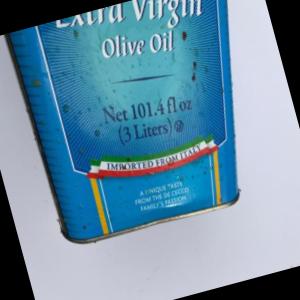 Extra Virgin
Olive Oil
Net 101.4 fl oz
(3 Liters)
IMPORTED FROM ITALY
A UNIQUE TASTE
FROM THE DE CECCO
FAMILY'S PASSION